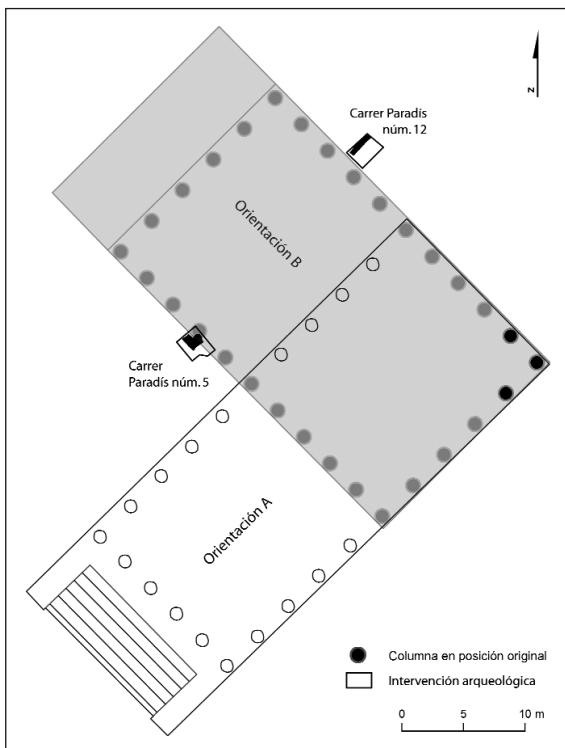 N
Carrer Paradís
núm. 12
Orientación B
Carrer
Paradís núm. 5
Orientación A
Columna en posición original
Intervención arqueológica
0 5 10 m